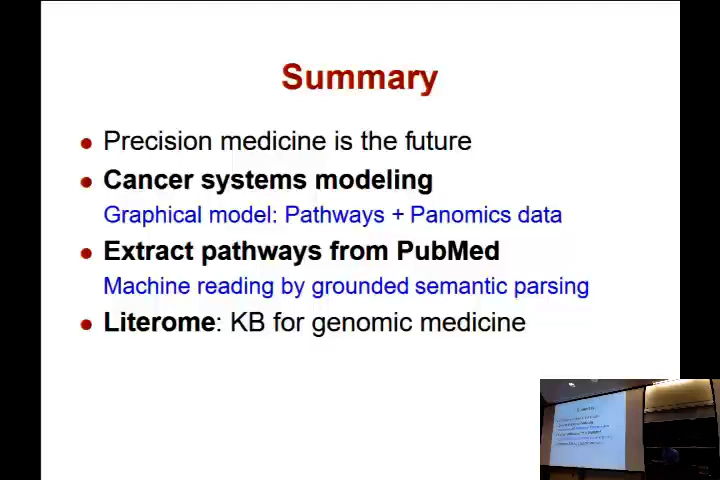 Summary
Precision medicine is the future
Cancer systems modeling
Graphical model: Pathways + Panomics data
Extract pathways from PubMed
Machine reading by grounded semantic parsing
Literome: KB for genomic medicine